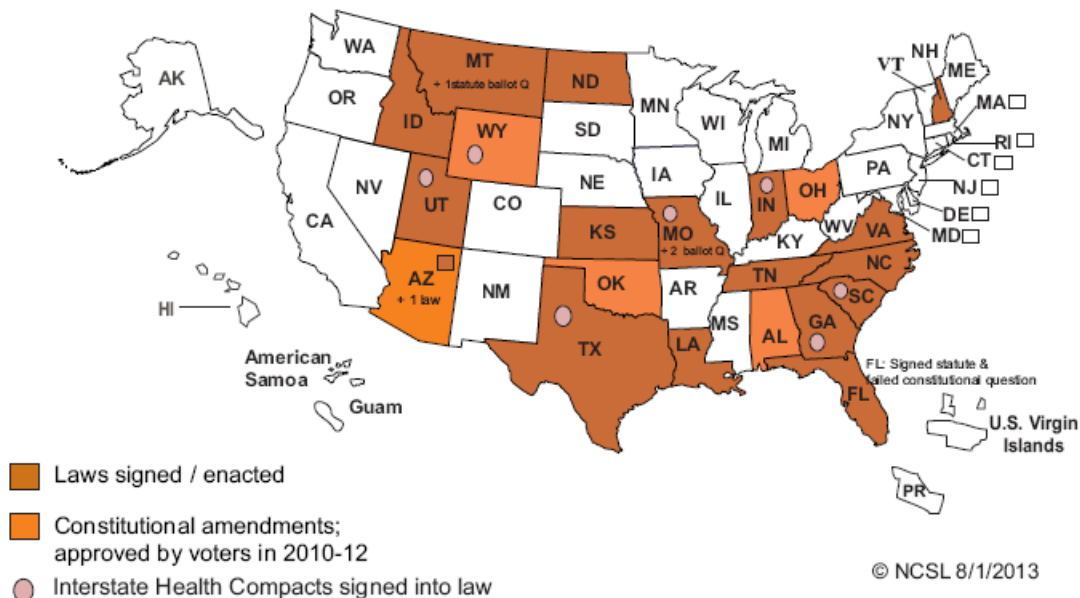 WA
AK
MT
+ 1statute ballot Q
ND
NH
VT
ME
OR
MN
MA
ID
SD
WI
NY
WY
MI
RI
CT
PA
IA
NE
NJ
NV
OH
IL
IN
UT
CO
DE
CA
WV
MD
KS
MO
+ 2 ballot Q
VA
KY
NC
TN
AZ
+ 1 law
OK
NM
AR
SC
HI
MS
GA
AL
TX
LA
American
Samoa
FL: Signed statute &
failed constitutional question
FL
Guam
U.S. Virgin
Islands
Laws signed / enacted
PR
Constitutional amendments;
approved by voters in 2010-12
Interstate Health Compacts signed into law
© NCSL 8/1/2013